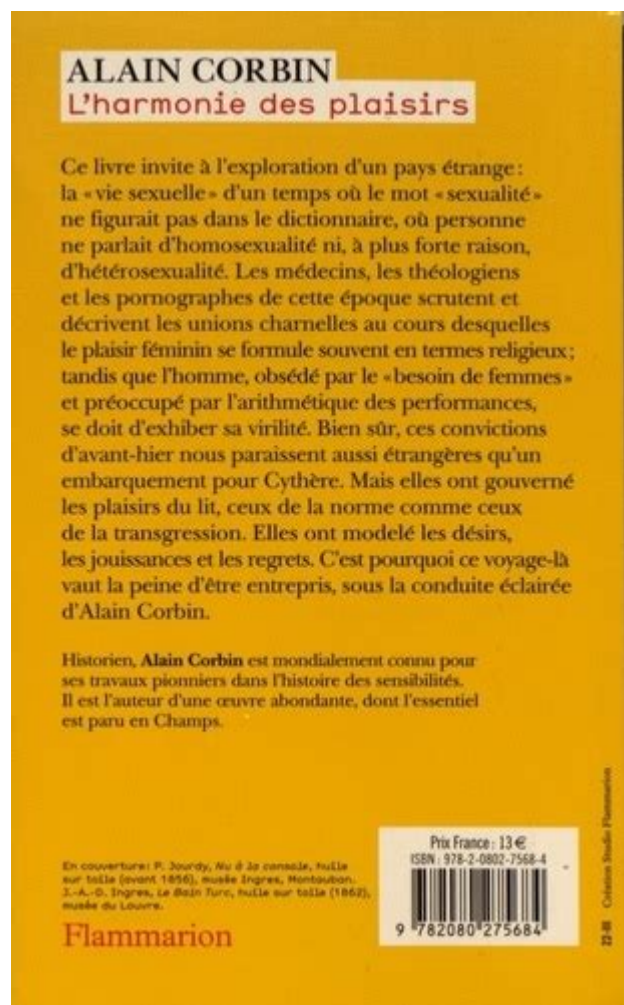 ALAIN CORBIN
L'harmonie des plaisirs
Ce livre invite à l'exploration d'un pays étrange :
la « vie sexuelle » d'un temps où le mot « sexualité »
ne figurait pas dans le dictionnaire, où personne
ne parlait d'homosexualité ni, à plus forte raison,
d'hétérosexualité. Les médecins, les théologiens
et les pornographes de cette époque scrutent et
décrivent les unions charnelles au cours desquelles
le plaisir féminin se formule souvent en termes religieux ;
tandis que l'homme, obsédé par le « besoin de femmes »
et préoccupé par l'arithmétique des performances,
se doit d'exhiber sa virilité. Bien sûr, ces convictions
d'avant-hier nous paraissent aussi étrangères qu'un
embarquement pour Cythère. Mais elles ont gouverné
les plaisirs du lit, ceux de la norme comme ceux
de la transgression. Elles ont modelé les désirs,
les jouissances et les regrets. C'est pourquoi ce voyage-là
vaut la peine d'être entrepris, sous la conduite éclairée
d'Alain Corbin.
Historien, Alain Corbin est mondialement connu pour
ses travaux pionniers dans l'histoire des sensibilités.
Il est l'auteur d'une œuvre abondante, dont l'essentiel
est paru en Champs.
En couverture : P. Jourdy, Nu à la console, huile
sur toile (avant 1856), musée Ingres, Montauban.
J.-A.-D. Ingres, Le Bain Turc, huile sur toile (1862),
musée du Louvre.
Flammarion
Prix France : 13 €
ISBN : 978-2-0802-7568-4
9 782080 275684
22-III Création Studio Flammarion